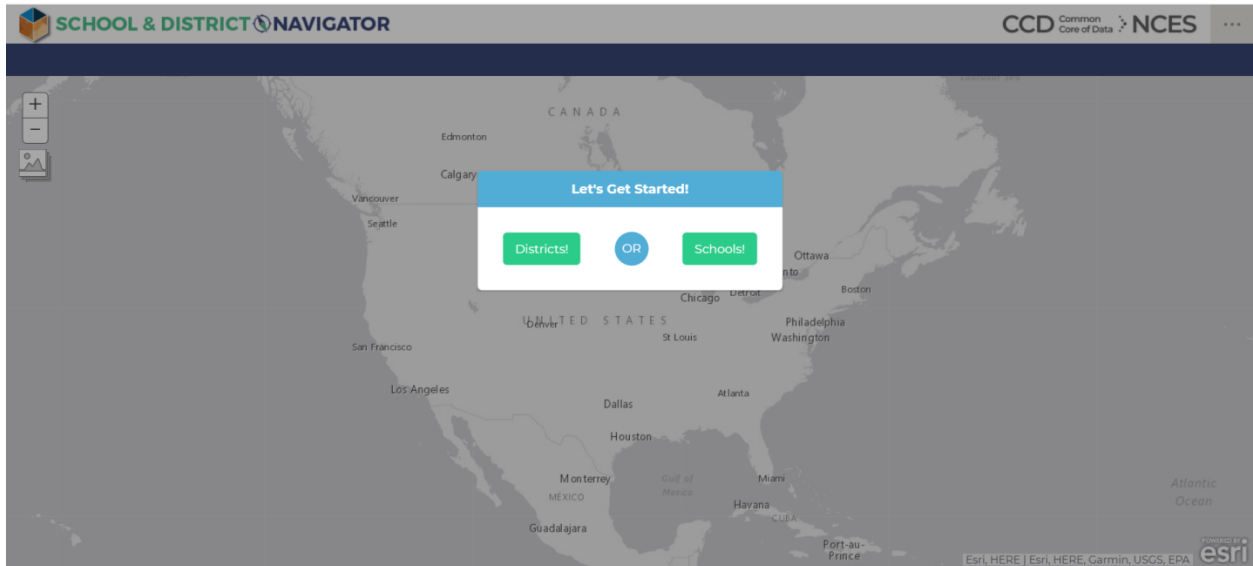 SCHOOL & DISTRICT NAVIGATOR
CCD Common Core of Data NCES
...
+
−
CANADA
Edmonton
Calgary
Vancouver
Seattle
Let's Get Started!
Districts!
OR
Schools!
Ottawa
nto
Boston
Chicago
Detroit
UNITED STATES
Denver
Philadelphia
St Louis
Washington
San Francisco
Los Angeles
Atlanta
Dallas
Houston
Monterrey
Gulf of
Mexico
Miami
MÉXICO
Havana
CUBA
Guadalajara
Port-au-
Prince
Atlantic
Ocean
POWERED BY
esri
Esri, HERE | Esri, HERE, Garmin, USGS, EPA